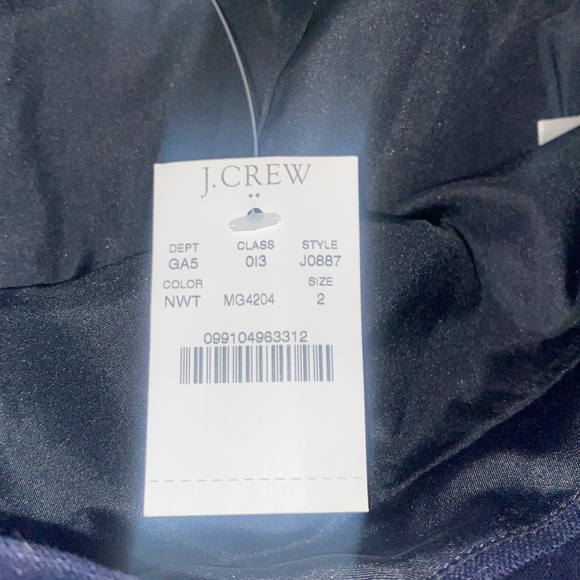 J.CREW
DEPT CLASS STYLE
GA5 013 J0887
COLOR SIZE
NWT MG4204 2
099104963312